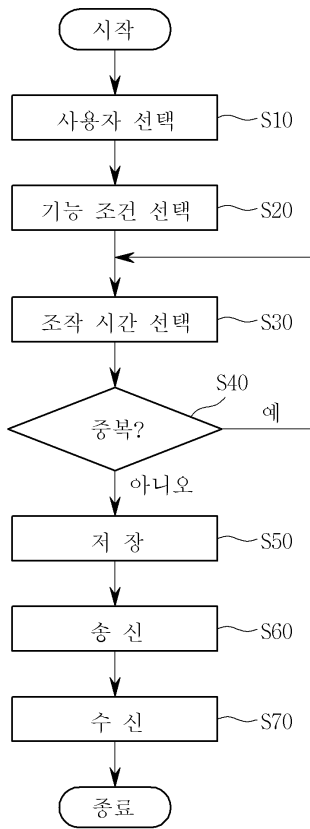 시작
사용자 선택 S10
기능 조건 선택 S20
조작 시간 선택 S30
S40
중복? 예
아니오
저 장 S50
송 신 S60
수 신 S70
종료